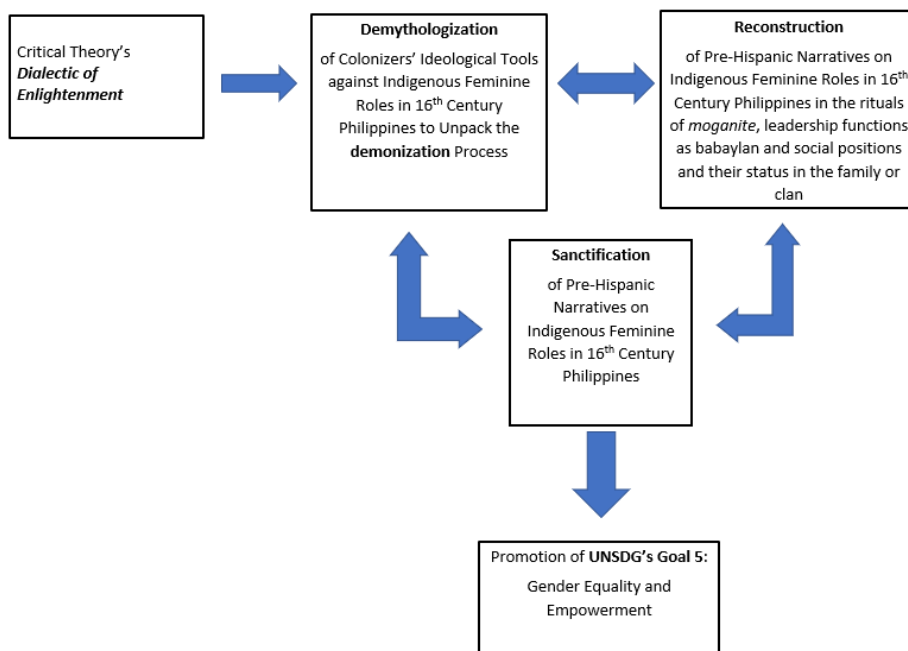 Critical Theory's
Dialectic of
Enlightenment
Demythologization
of Colonizers' Ideological Tools
against Indigenous Feminine
Roles in 16th Century
Philippines to Unpack the
demonization Process
Reconstruction
of Pre-Hispanic Narratives on
Indigenous Feminine Roles in 16th
Century Philippines in the rituals
of moganite, leadership functions
as babaylan and social positions
and their status in the family or
clan
Sanctification
of Pre-Hispanic
Narratives on
Indigenous Feminine
Roles in 16th Century
Philippines
Promotion of UNSDG's Goal 5:
Gender Equality and
Empowerment